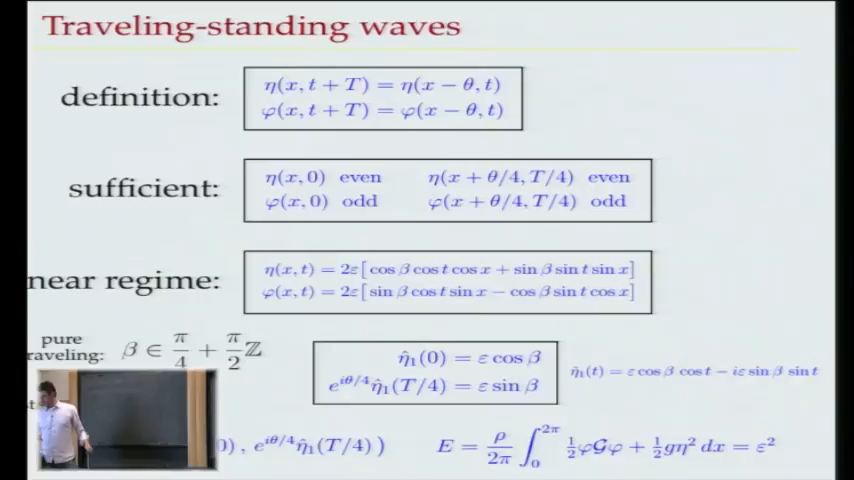 Traveling-standing waves
definition:
η(x, t + T) = η(x − θ, t)
φ(x, t + T) = φ(x − θ, t)
sufficient:
η(x, 0) even η(x + θ/4, T/4) even
φ(x, 0) odd φ(x + θ/4, T/4) odd
near regime:
η(x, t) = 2ε[cos β cos t cos x + sin β sin t sin x]
φ(x, t) = 2ε[sin β cos t sin x − cos β sin t cos x]
pure
raveling: β ∈ π/4 + π/2 ℤ
η̂₁(0) = ε cos β
e^{iθ/4} η̂₁(T/4) = ε sin β
η̂₁(t) = ε cos β cos t − iε sin β sin t
0) , e^{iθ/4} η̂₁(T/4) ) E = ρ/2π ∫₀^{2π} ½φ𝒢φ + ½gη² dx = ε²